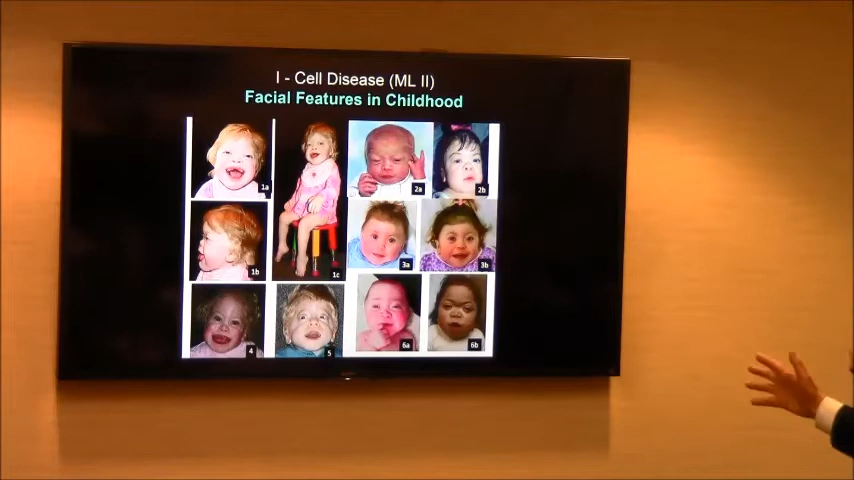 I - Cell Disease (ML II)
Facial Features in Childhood
1a
1b
1c
2a
2b
3a
3b
4
5
6a
6b